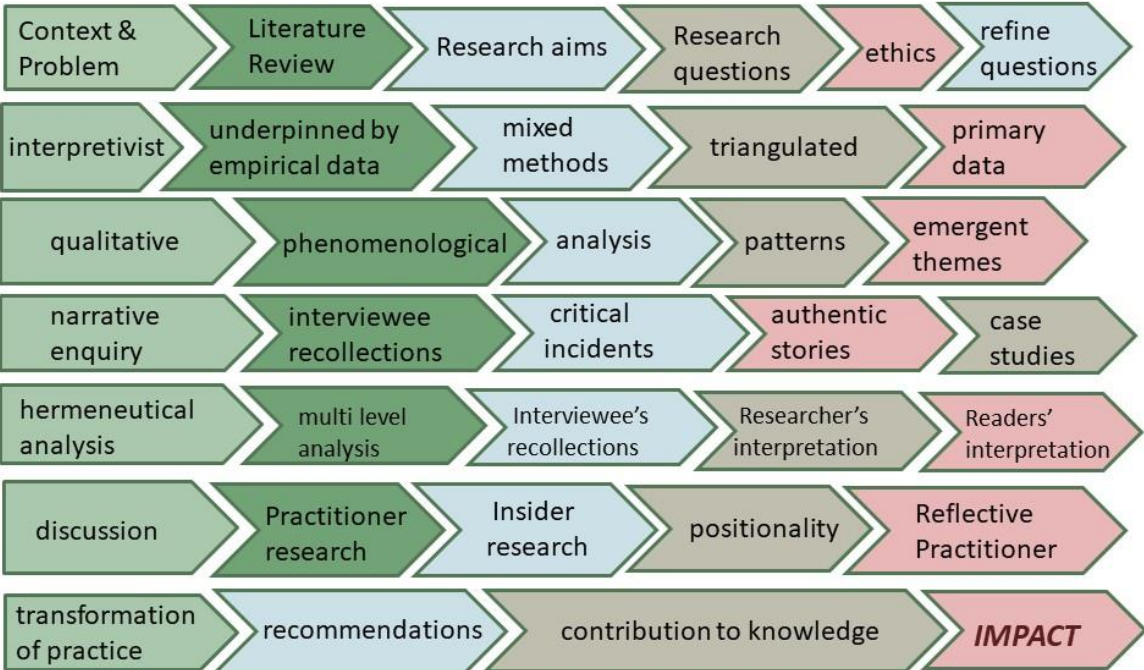 Context &
Problem
Literature
Review
Research aims
Research
questions
ethics
refine
questions
interpretivist
underpinned by
empirical data
mixed
methods
triangulated
primary
data
qualitative
phenomenological
analysis
patterns
emergent
themes
narrative
enquiry
interviewee
recollections
critical
incidents
authentic
stories
case
studies
hermeneutical
analysis
multi level
analysis
Interviewee's
recollections
Researcher's
interpretation
Readers'
interpretation
discussion
Practitioner
research
Insider
research
positionality
Reflective
Practitioner
transformation
of practice
recommendations
contribution to knowledge
IMPACT